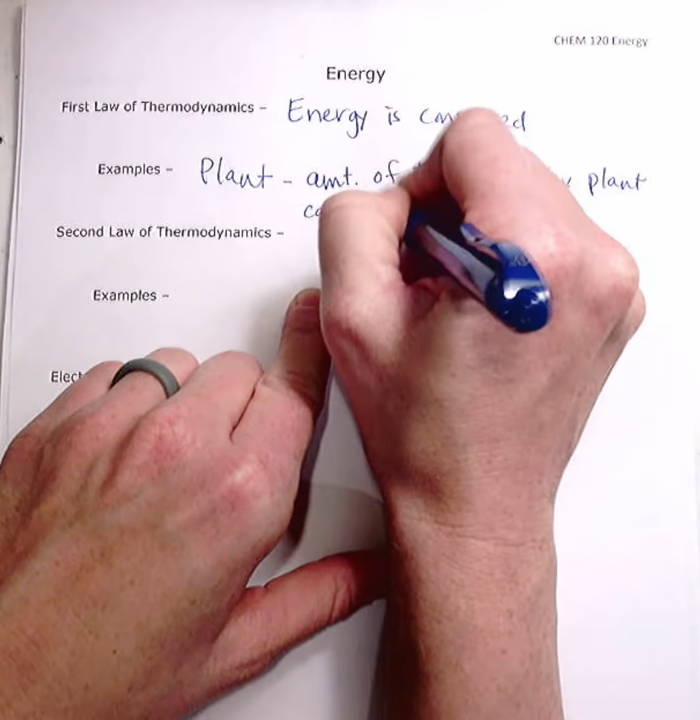 CHEM 120 Energy
Energy
First Law of Thermodynamics – Energy is
Examples – Plant - amt. of plant
Second Law of Thermodynamics –
Examples –
Elect